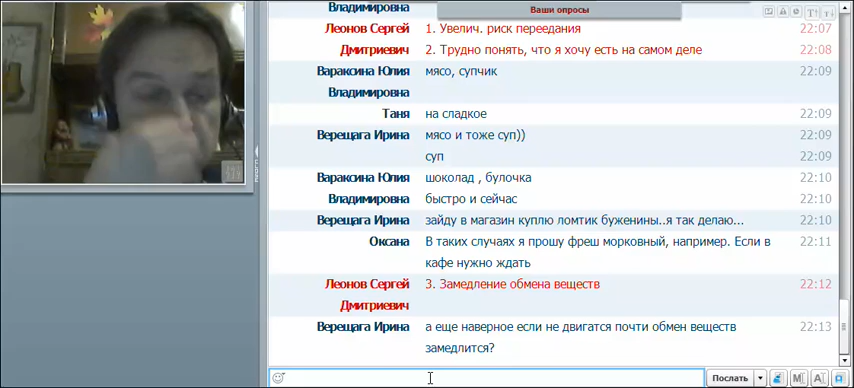 Владимировна
Ваши опросы
Леонов Сергей 1. Увелич. риск переедания 22:07
Дмитриевич 2. Трудно понять, что я хочу есть на самом деле 22:08
Вараксина Юлия мясо, супчик 22:09
Владимировна
Таня на сладкое 22:09
Верещага Ирина мясо и тоже суп)) 22:09
суп 22:09
Вараксина Юлия шоколад , булочка 22:10
Владимировна быстро и сейчас 22:10
Верещага Ирина зайду в магазин куплю ломтик буженины..я так делаю... 22:10
Оксана В таких случаях я прошу фреш морковный, например. Если в 22:11
кафе нужно ждать
Леонов Сергей 3. Замедление обмена веществ 22:12
Дмитриевич
Верещага Ирина а еще наверное если не двигатся почти обмен веществ 22:13
замедлится?
Послать